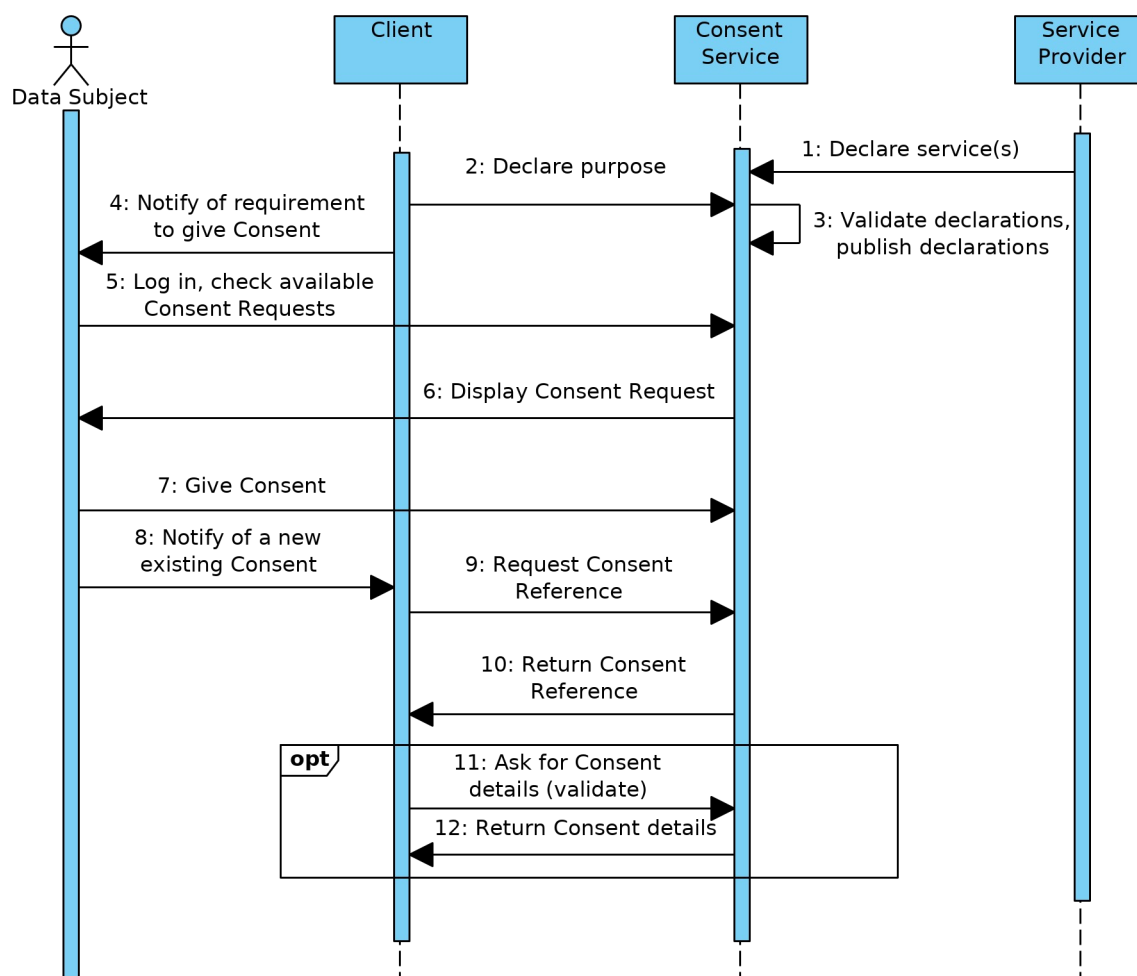 Client
Consent
Service
Service
Provider
Data Subject
1: Declare service(s)
2: Declare purpose
3: Validate declarations,
publish declarations
4: Notify of requirement
to give Consent
5: Log in, check available
Consent Requests
6: Display Consent Request
7: Give Consent
8: Notify of a new
existing Consent
9: Request Consent
Reference
10: Return Consent
Reference
opt
11: Ask for Consent
details (validate)
12: Return Consent details